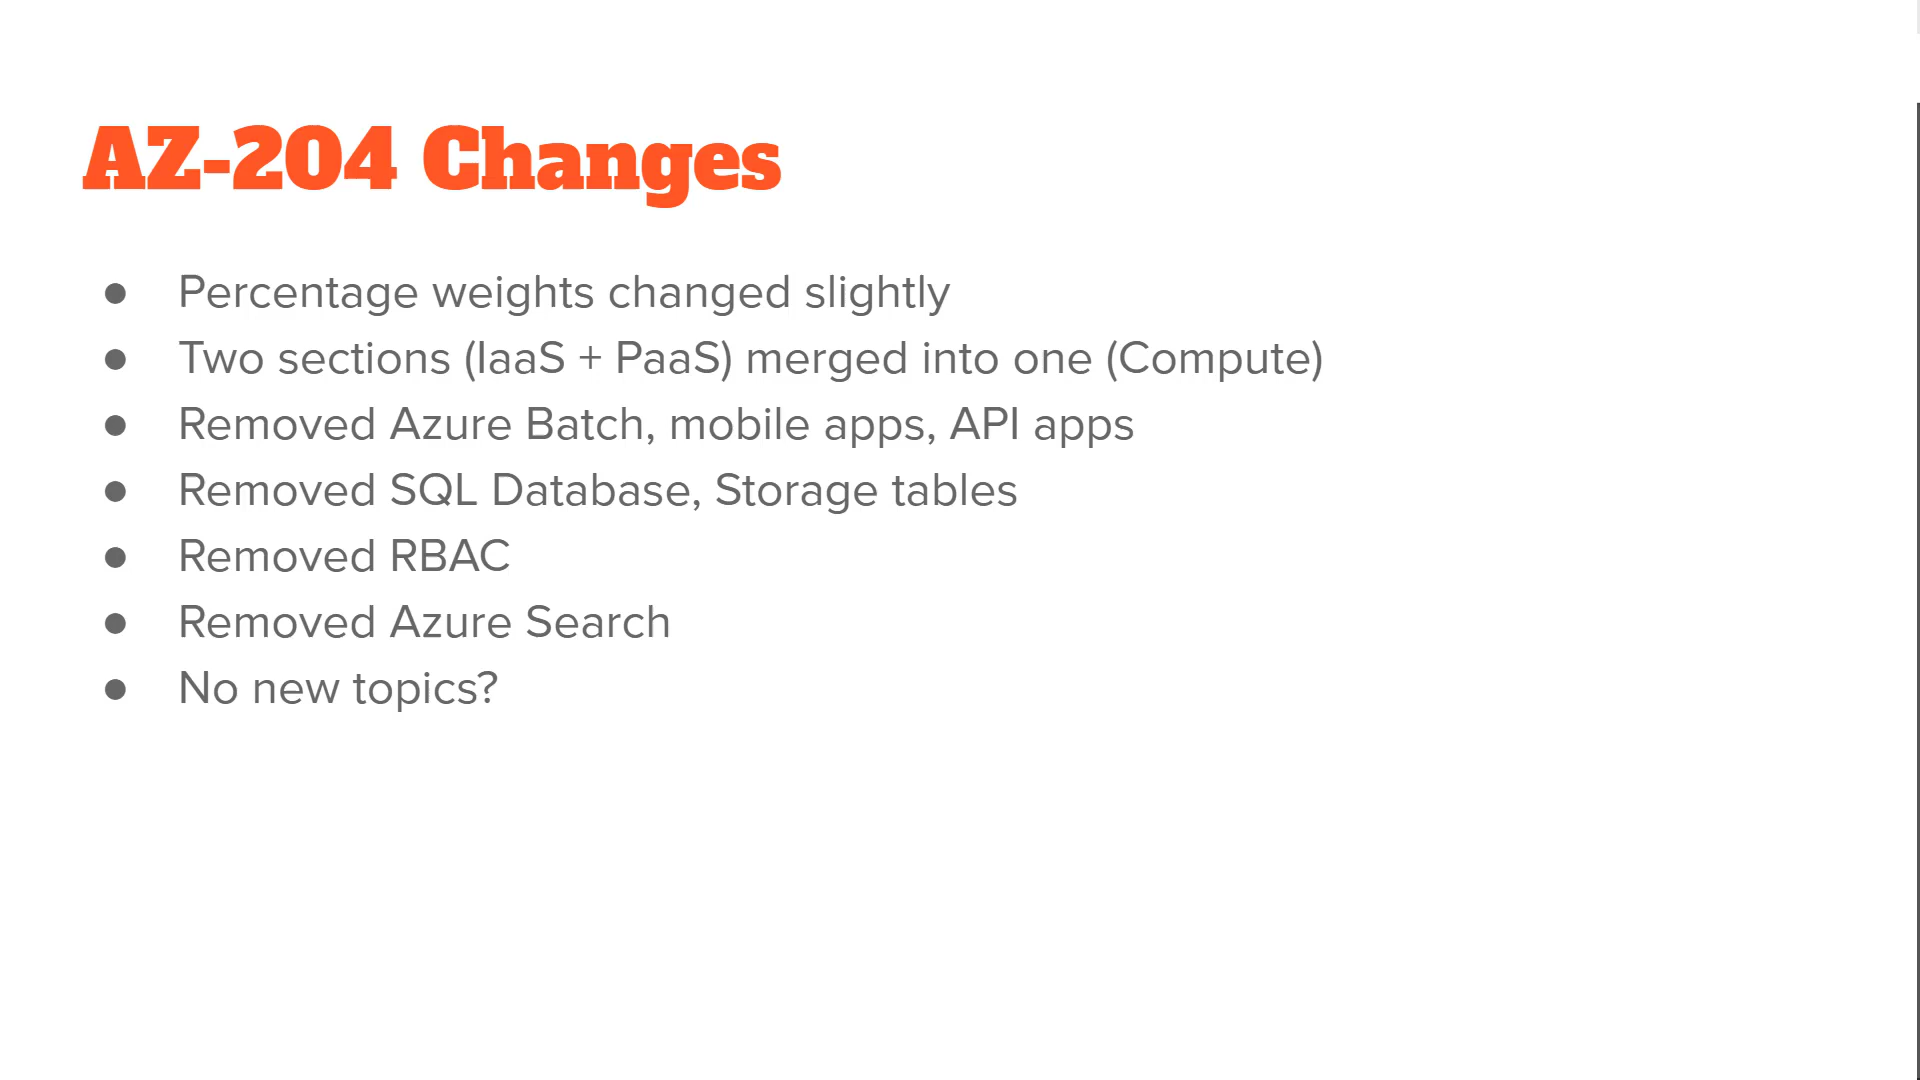 AZ-204 Changes
● Percentage weights changed slightly
● Two sections (IaaS + PaaS) merged into one (Compute)
● Removed Azure Batch, mobile apps, API apps
● Removed SQL Database, Storage tables
● Removed RBAC
● Removed Azure Search
● No new topics?